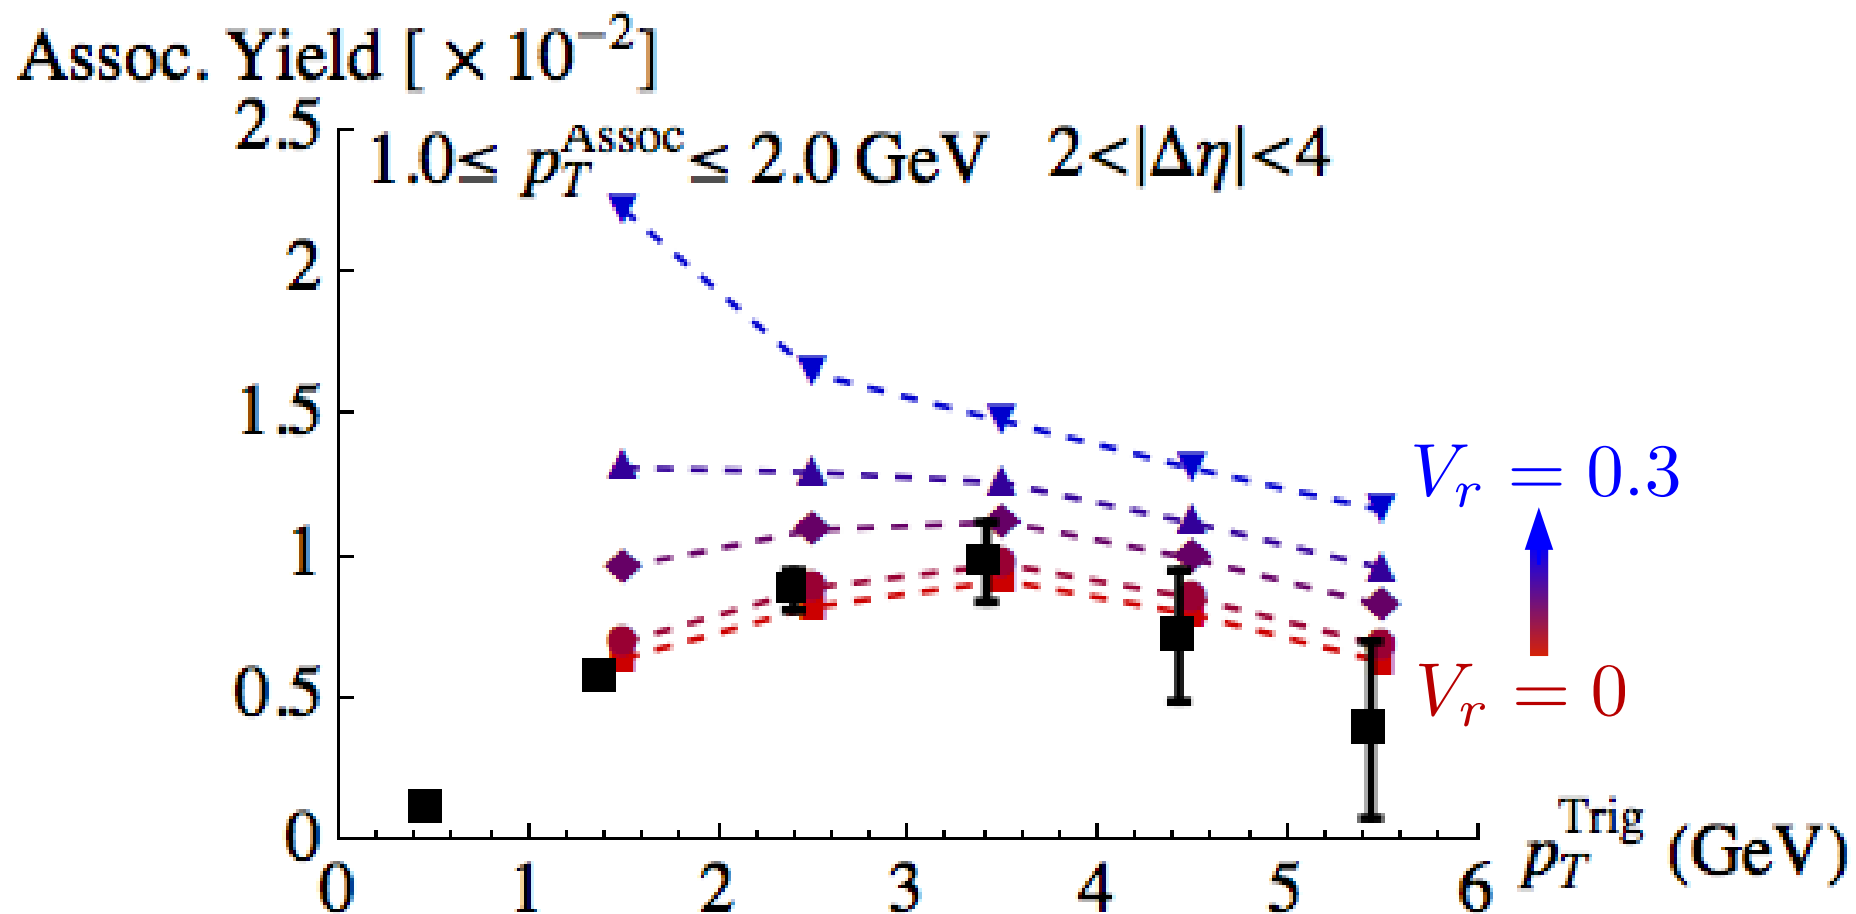 Assoc. Yield [ × 10⁻²]
2.5
1.0≤ p_T^Assoc ≤ 2.0 GeV 2<|Δη|<4
2
1.5
V_r = 0.3
1
0.5
V_r = 0
0
0 1 2 3 4 5 6
p_T^Trig (GeV)